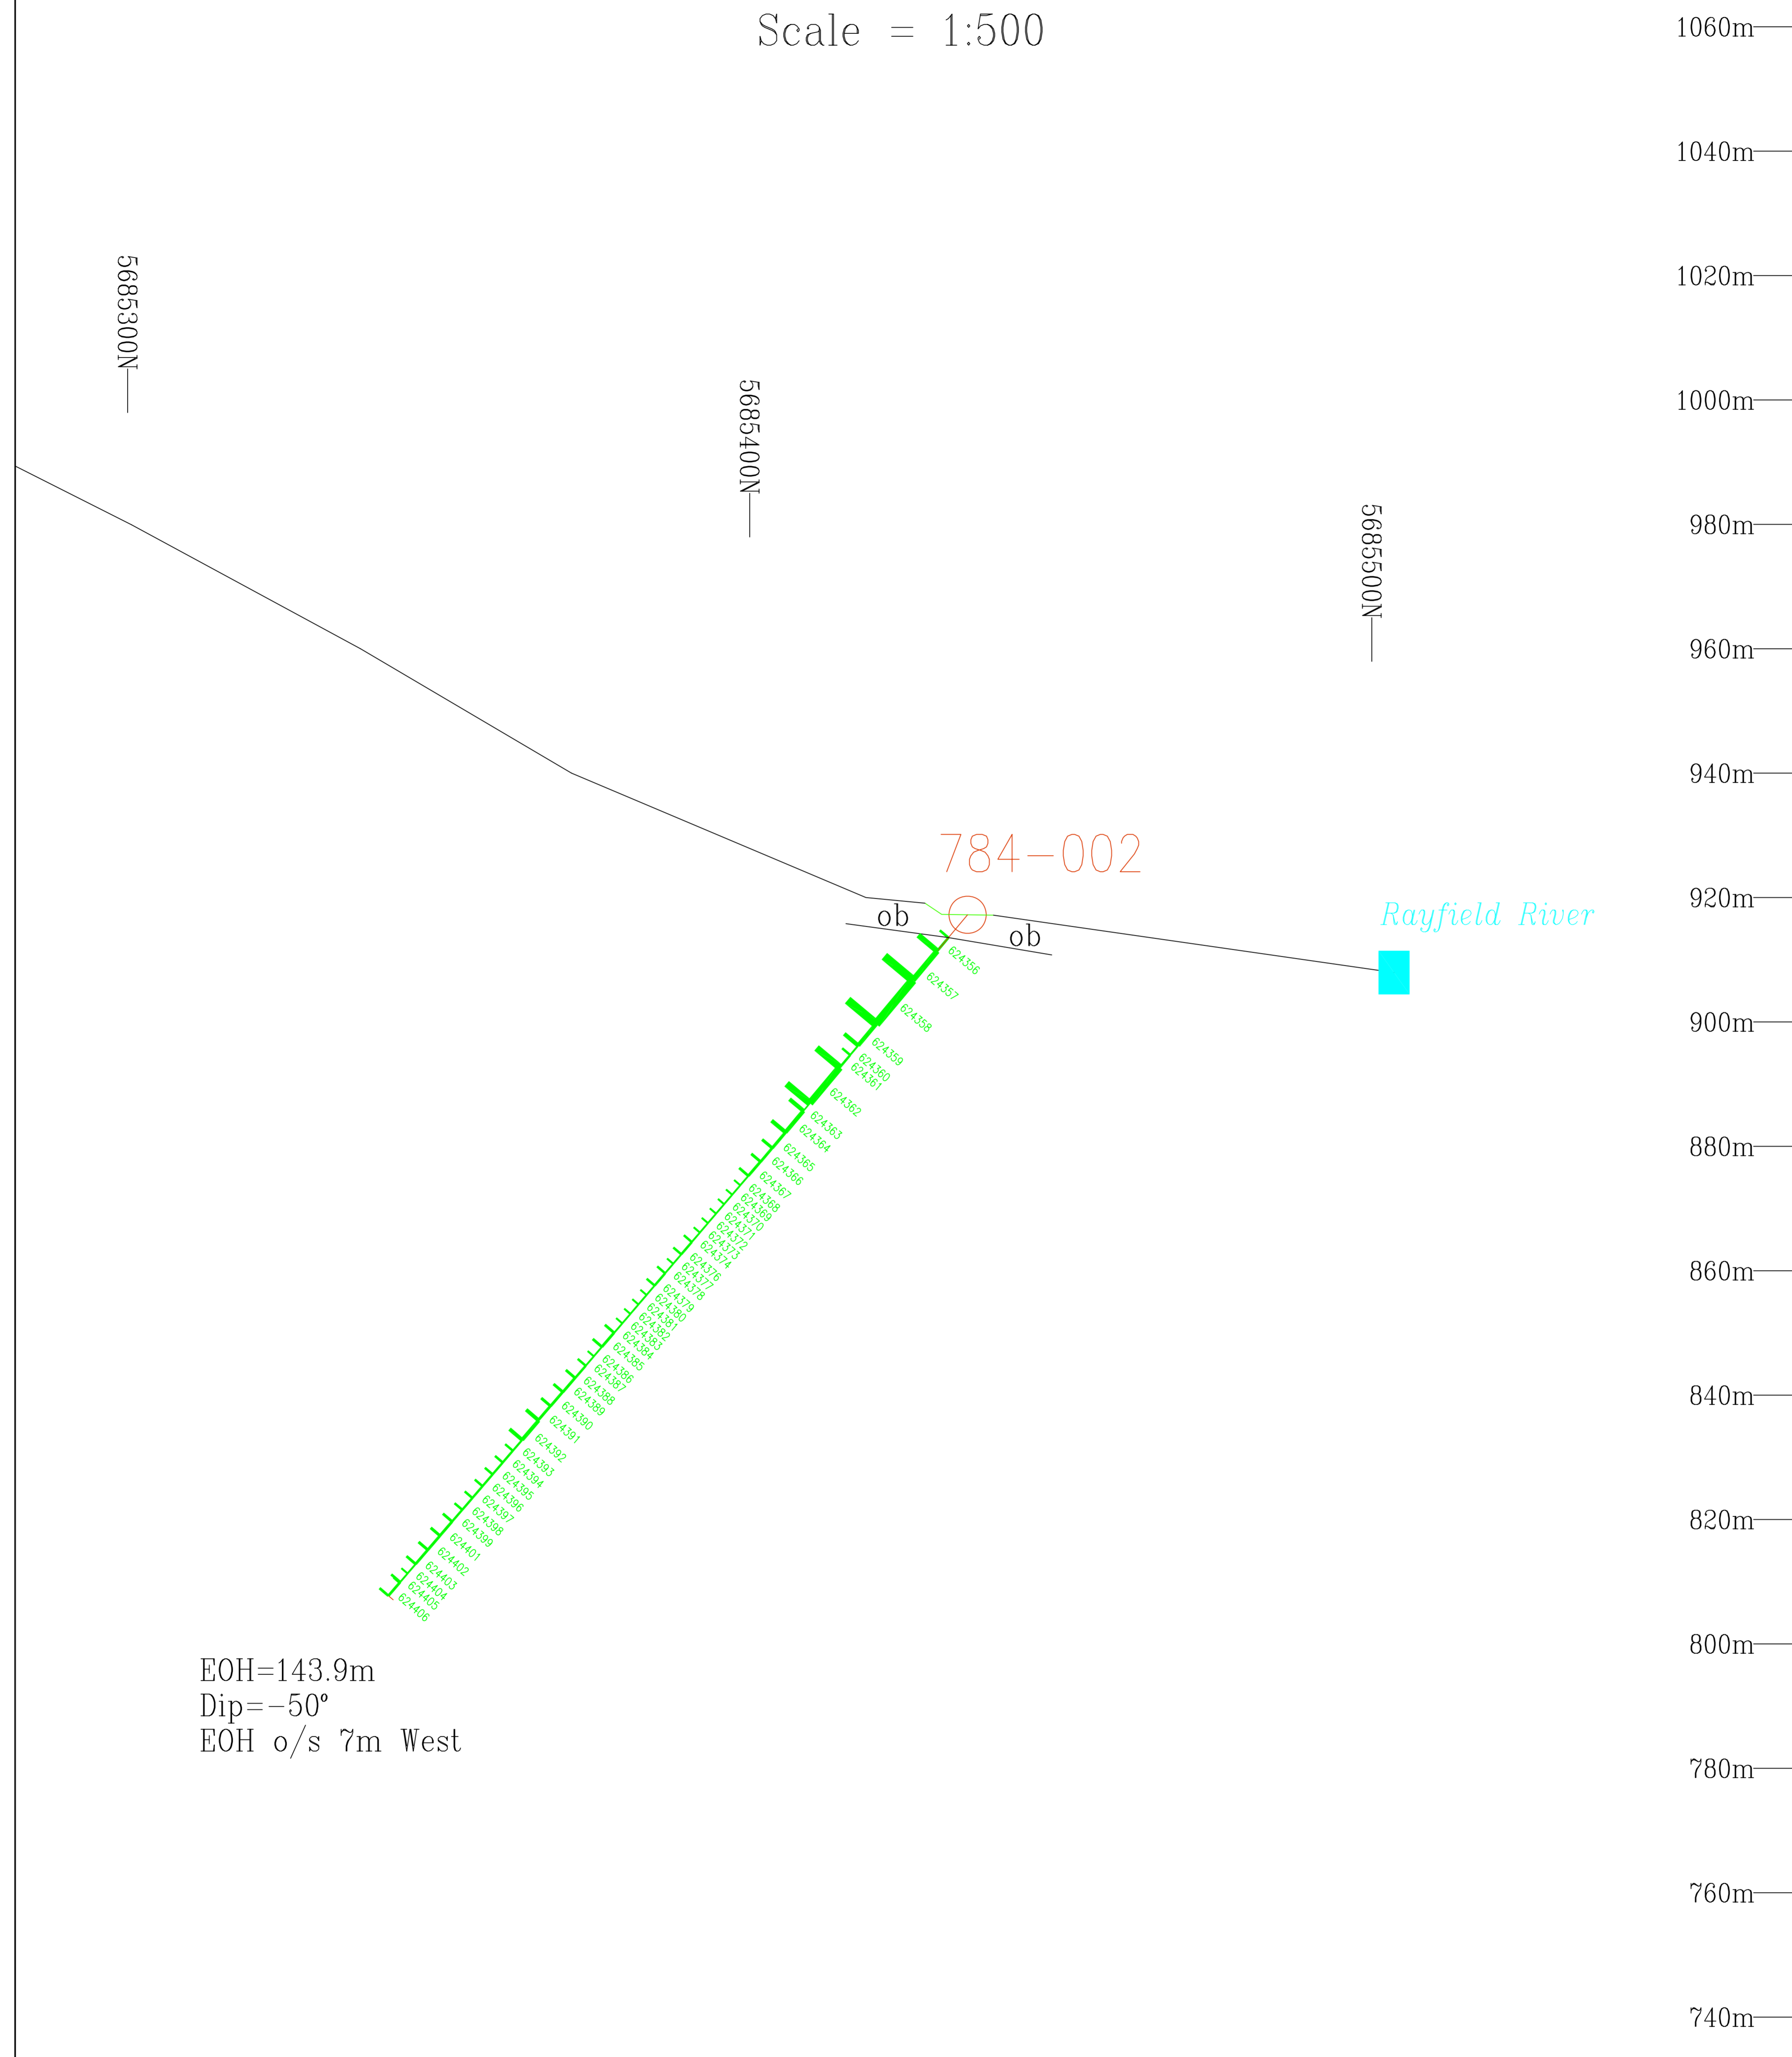 Scale = 1:500
1060m
1040m
1020m
5685300N
1000m
5685400N
980m
5685500N
960m
940m
784-002
920m
ob
ob
Rayfield River
624356
624357
624358
900m
624359
624360
624361
624362
624363
624364
880m
624365
624366
624367
624368
624369
624370
624371
624372
624373
624374
624376
860m
624377
624378
624379
624380
624381
624382
624383
624384
624385
624386
624387
624388
840m
624389
624390
624391
624392
624393
624394
624395
624396
624397
820m
624398
624399
624401
624402
624403
624404
624405
624406
800m
EOH=143.9m
Dip=-50°
EOH o/s 7m West
780m
760m
740m